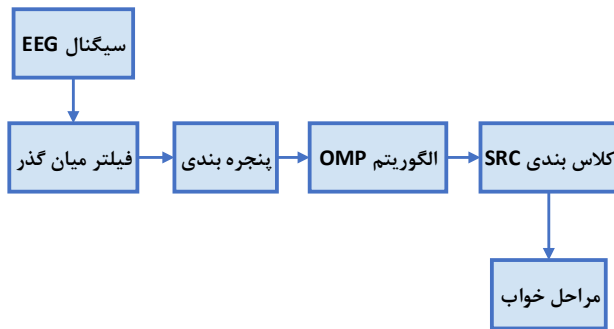 سیگنال EEG
فیلتر میان گذر
پنجره بندی
الگوریتم OMP
کلاس بندی SRC
مراحل خواب